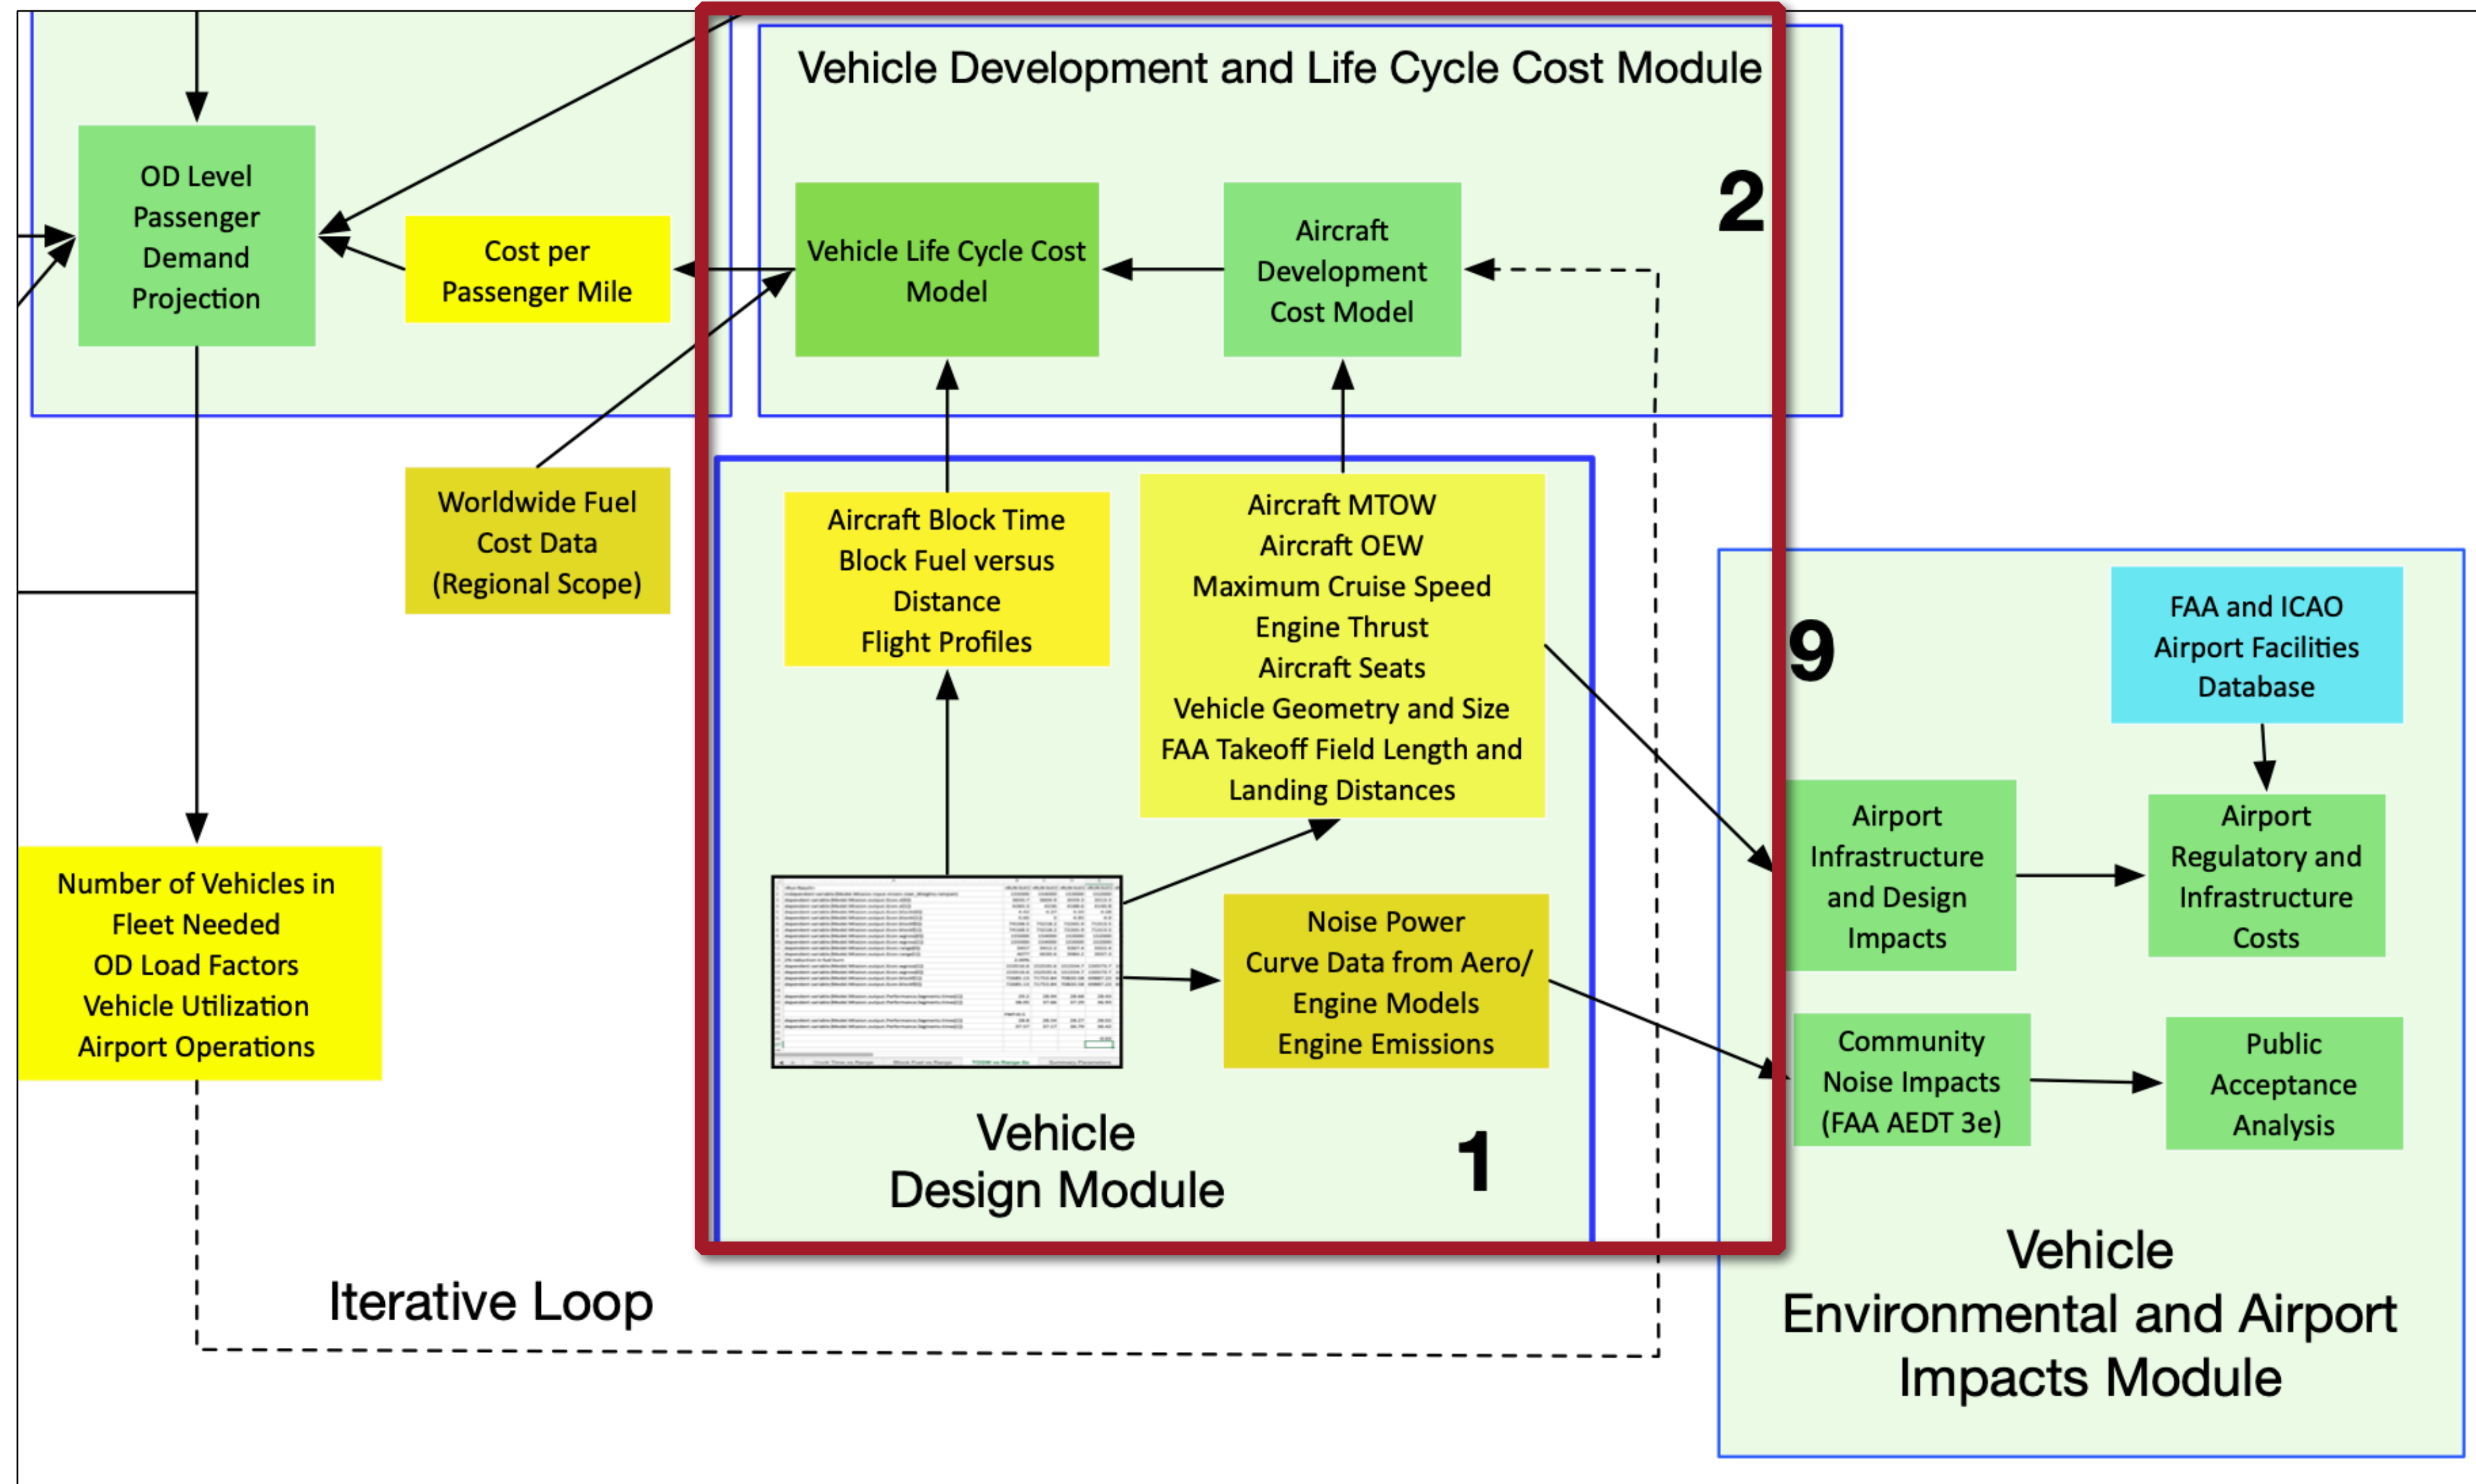 Vehicle Development and Life Cycle Cost Module
2
OD Level
Passenger
Demand
Projection
Cost per
Passenger Mile
Vehicle Life Cycle Cost
Model
Aircraft
Development
Cost Model
Worldwide Fuel
Cost Data
(Regional Scope)
Aircraft Block Time
Block Fuel versus
Distance
Flight Profiles
Aircraft MTOW
Aircraft OEW
Maximum Cruise Speed
Engine Thrust
Aircraft Seats
Vehicle Geometry and Size
FAA Takeoff Field Length and
Landing Distances
9
FAA and ICAO
Airport Facilities
Database
Airport
Infrastructure
and Design
Impacts
Airport
Regulatory and
Infrastructure
Costs
Number of Vehicles in
Fleet Needed
OD Load Factors
Vehicle Utilization
Airport Operations
Noise Power
Curve Data from Aero/
Engine Models
Engine Emissions
Community
Noise Impacts
(FAA AEDT 3e)
Public
Acceptance
Analysis
Vehicle
Design Module
1
Iterative Loop
Vehicle
Environmental and Airport
Impacts Module